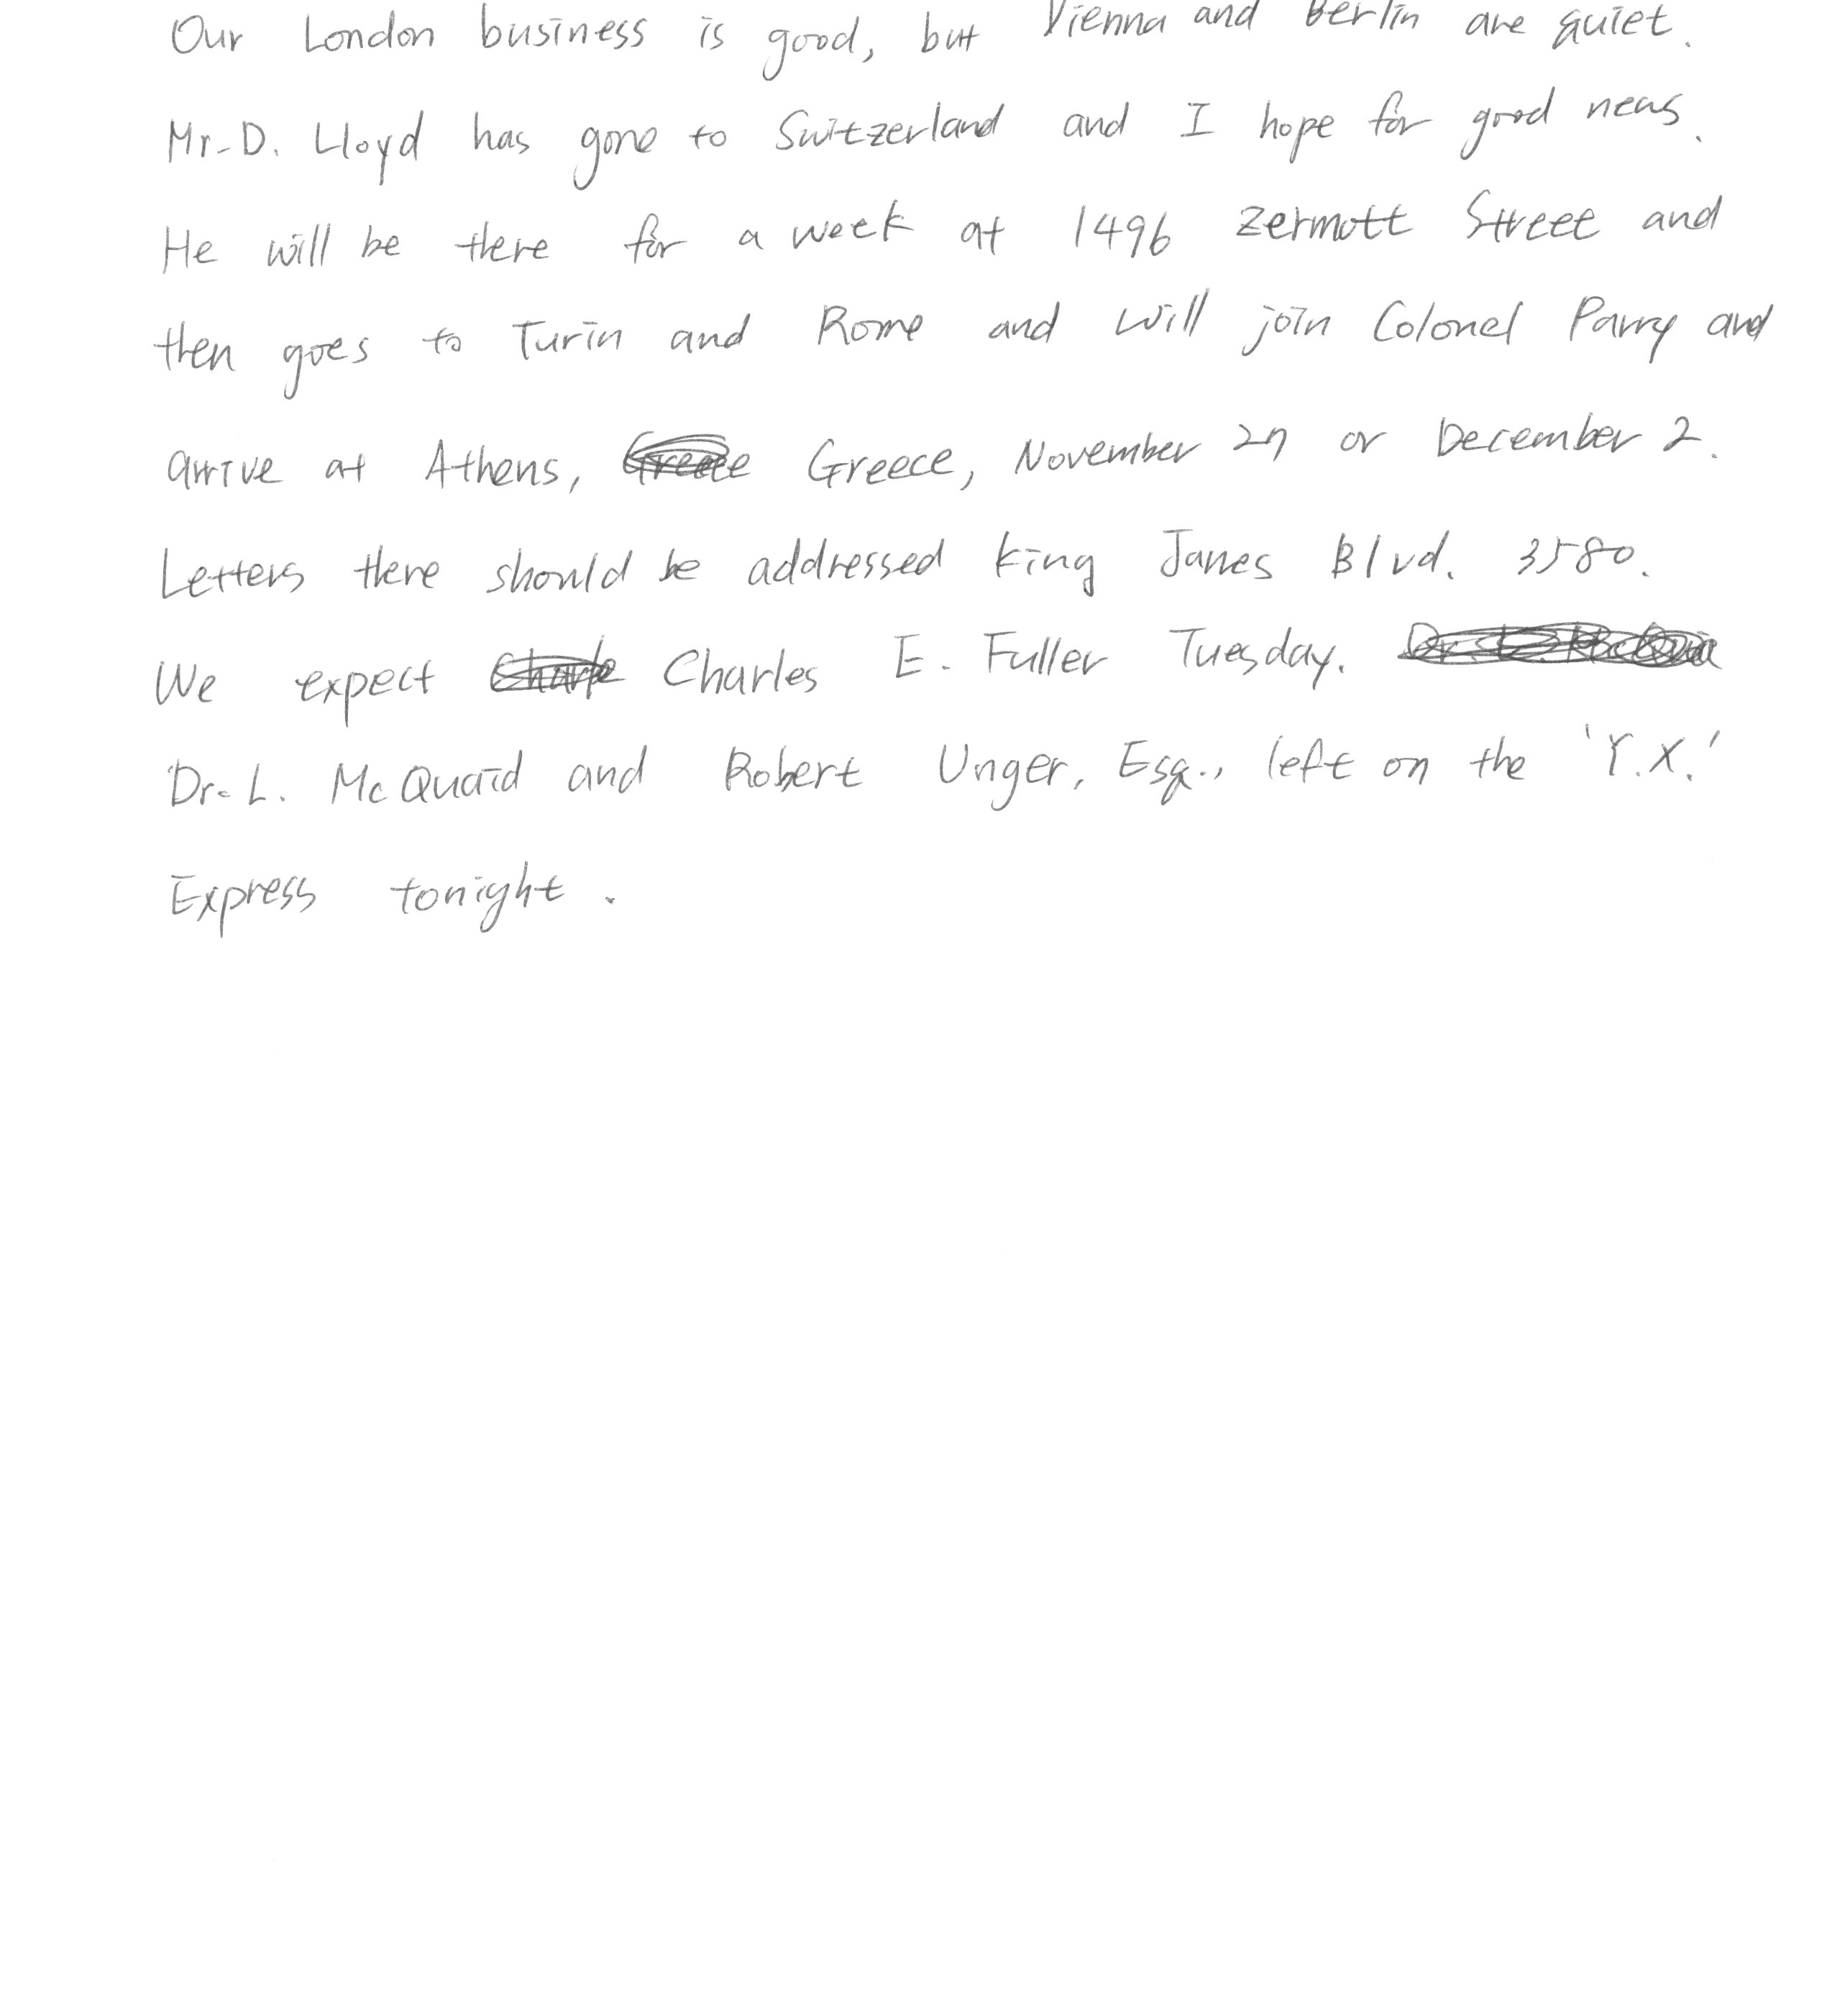 Our London business is good, but Vienna and Berlin are quiet.
Mr. D. Lloyd has gone to Switzerland and I hope for good news.
He will be there for a week at 1496 Zermott Street and
then goes to Turin and Rome and will join Colonel Parry and
arrive at Athens, Greece, November 27 or December 2.
Letters there should be addressed King James Blvd. 3580.
We expect Charles E. Fuller Tuesday.
Dr. L. McQuaid and Robert Unger, Esq., left on the 'Y.X.'
Express tonight.